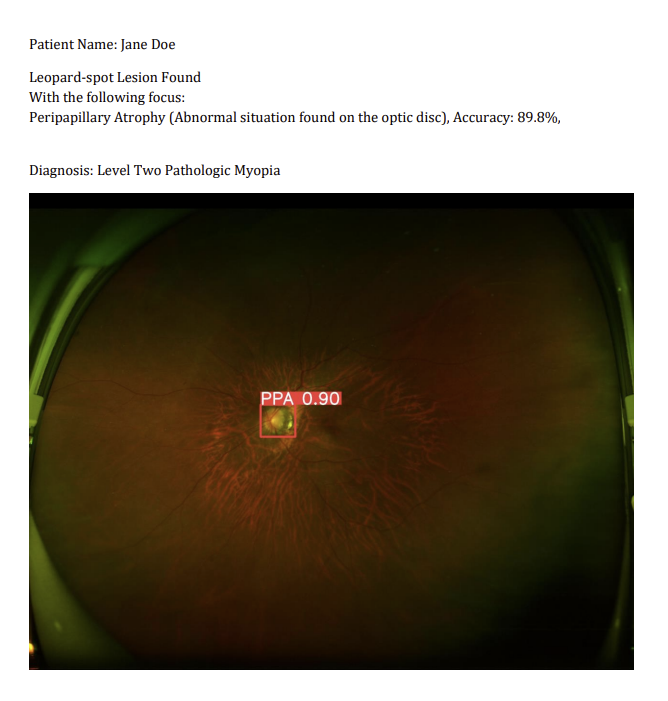 Patient Name: Jane Doe
Leopard-spot Lesion Found
With the following focus:
Peripapillary Atrophy (Abnormal situation found on the optic disc), Accuracy: 89.8%,
Diagnosis: Level Two Pathologic Myopia
PPA 0.90